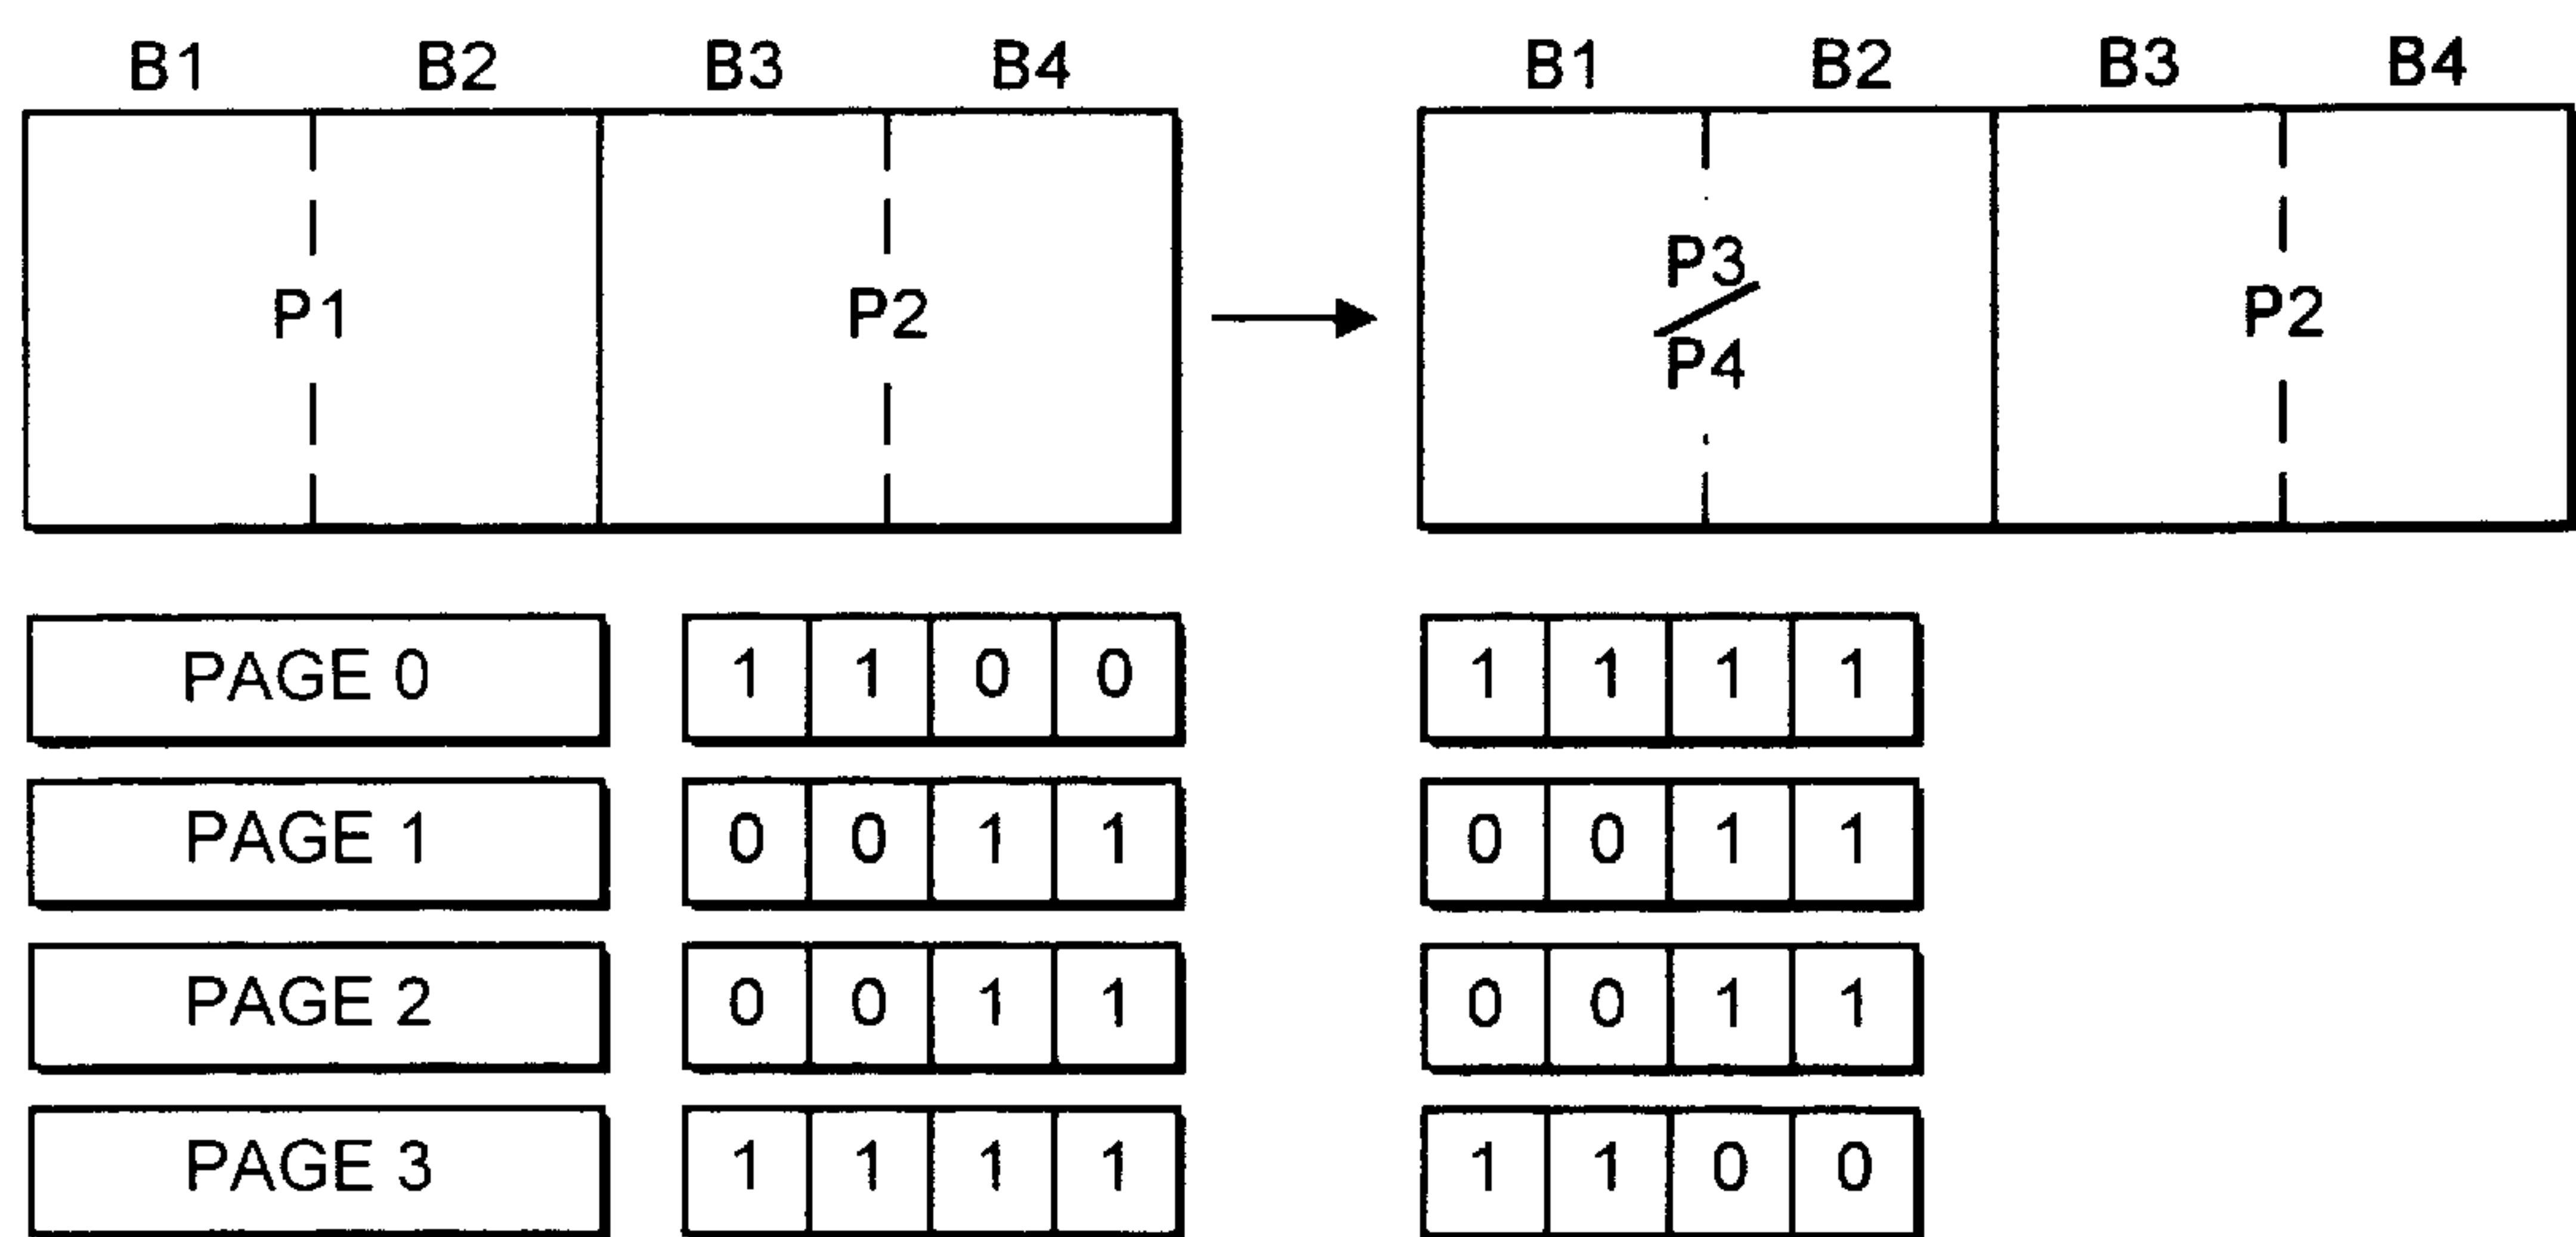 B1 B2 B3 B4 B1 B2 B3 B4
P3
P1 P2 P2
P4
PAGE 0 1 1 0 0 1 1 1 1
PAGE 1 0 0 1 1 0 0 1 1
PAGE 2 0 0 1 1 0 0 1 1
PAGE 3 1 1 1 1 1 1 0 0